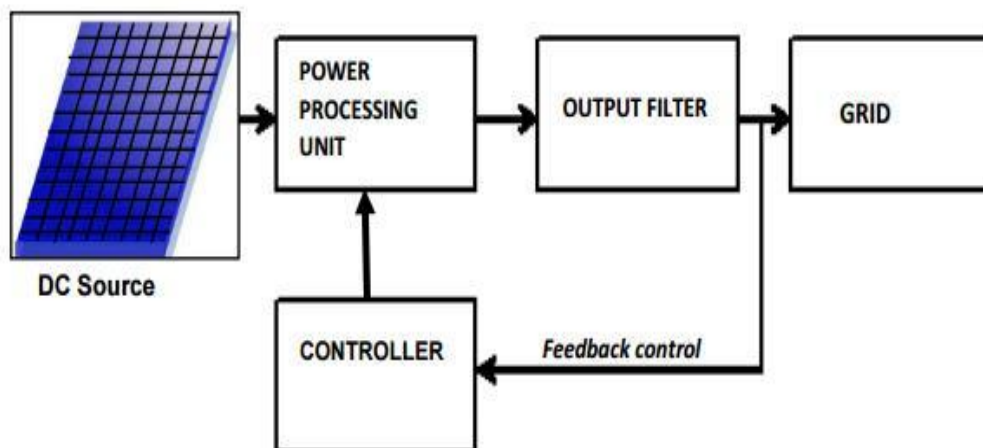 POWER
PROCESSING
UNIT
OUTPUT FILTER
GRID
DC Source
CONTROLLER
Feedback control